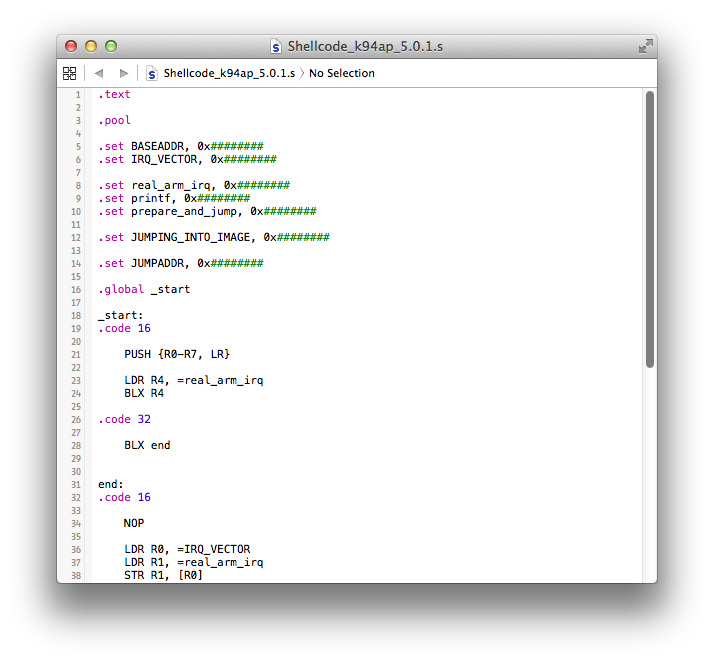 Shellcode_k94ap_5.0.1.s
Shellcode_k94ap_5.0.1.s 〉 No Selection
1 .text
2
3 .pool
4
5 .set BASEADDR, 0x########
6 .set IRQ_VECTOR, 0x########
7
8 .set real_arm_irq, 0x########
9 .set printf, 0x########
10 .set prepare_and_jump, 0x########
11
12 .set JUMPING_INTO_IMAGE, 0x########
13
14 .set JUMPADDR, 0x########
15
16 .global _start
17
18 _start:
19 .code 16
20
21 PUSH {R0-R7, LR}
22
23 LDR R4, =real_arm_irq
24 BLX R4
25
26 .code 32
27
28 BLX end
29
30
31 end:
32 .code 16
33
34 NOP
35
36 LDR R0, =IRQ_VECTOR
37 LDR R1, =real_arm_irq
38 STR R1, [R0]